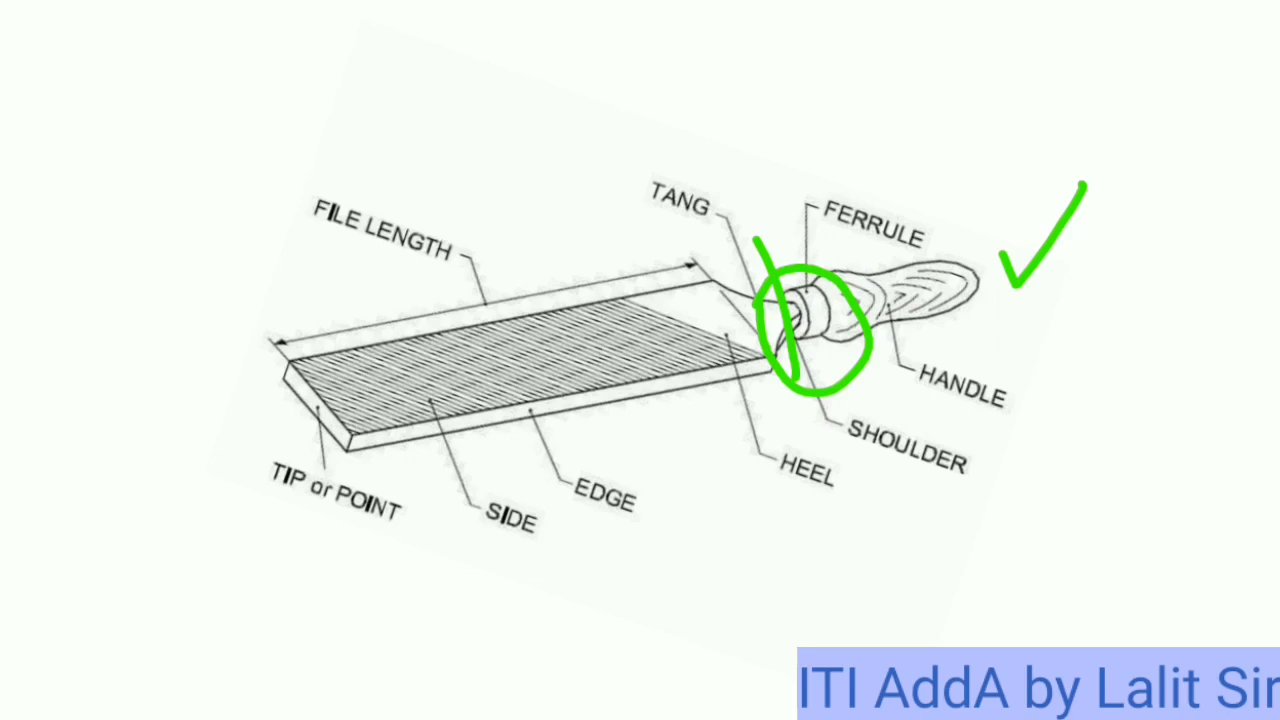 TANG
FERRULE
FILE LENGTH
HANDLE
SHOULDER
HEEL
EDGE
SIDE
TIP or POINT
ITI AddA by Lalit Sir